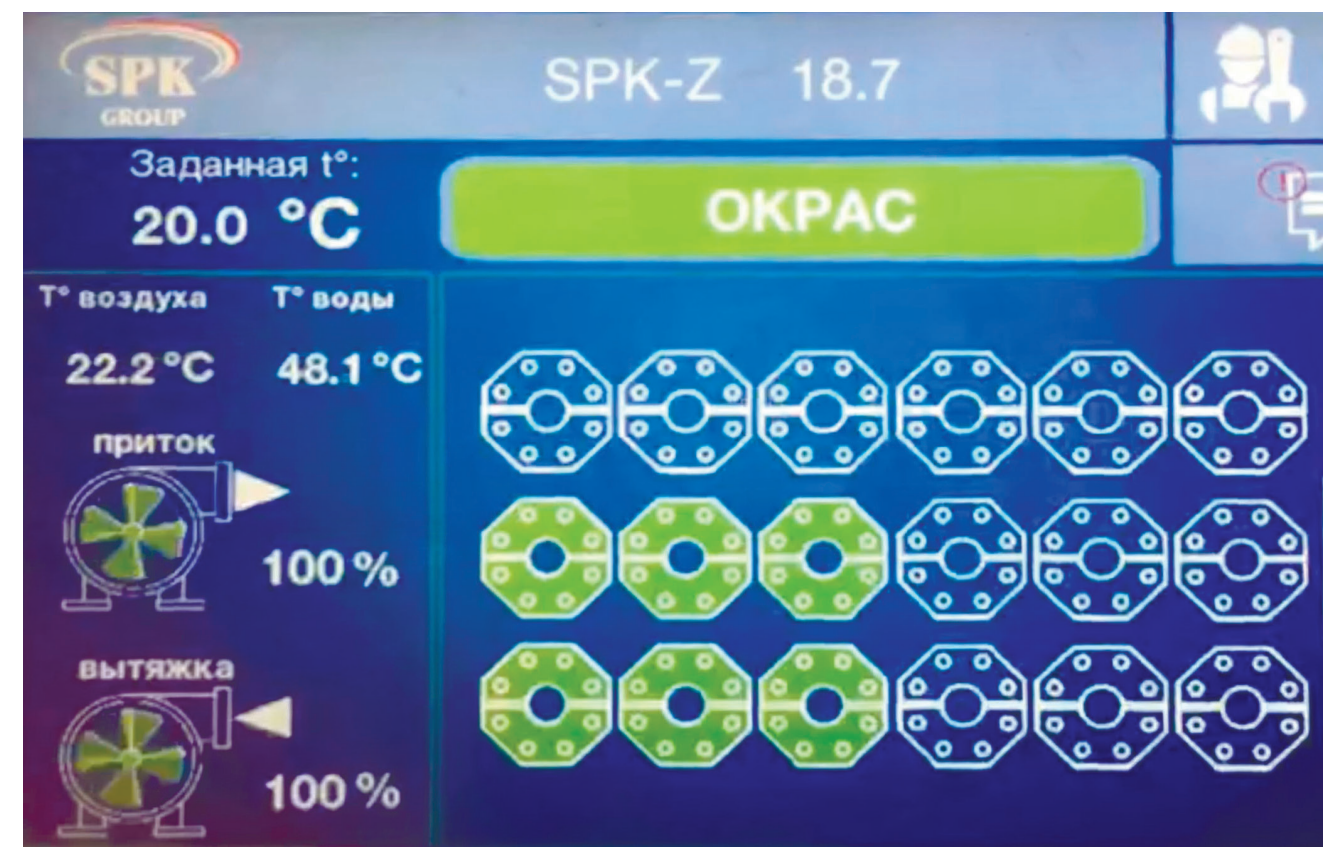 SPK
GROUP
SPK-Z 18.7
Заданная t°:
20.0 °C
ОКРАС
T° воздуха T° воды
22.2 °C 48.1 °C
приток
100 %
вытяжка
100 %